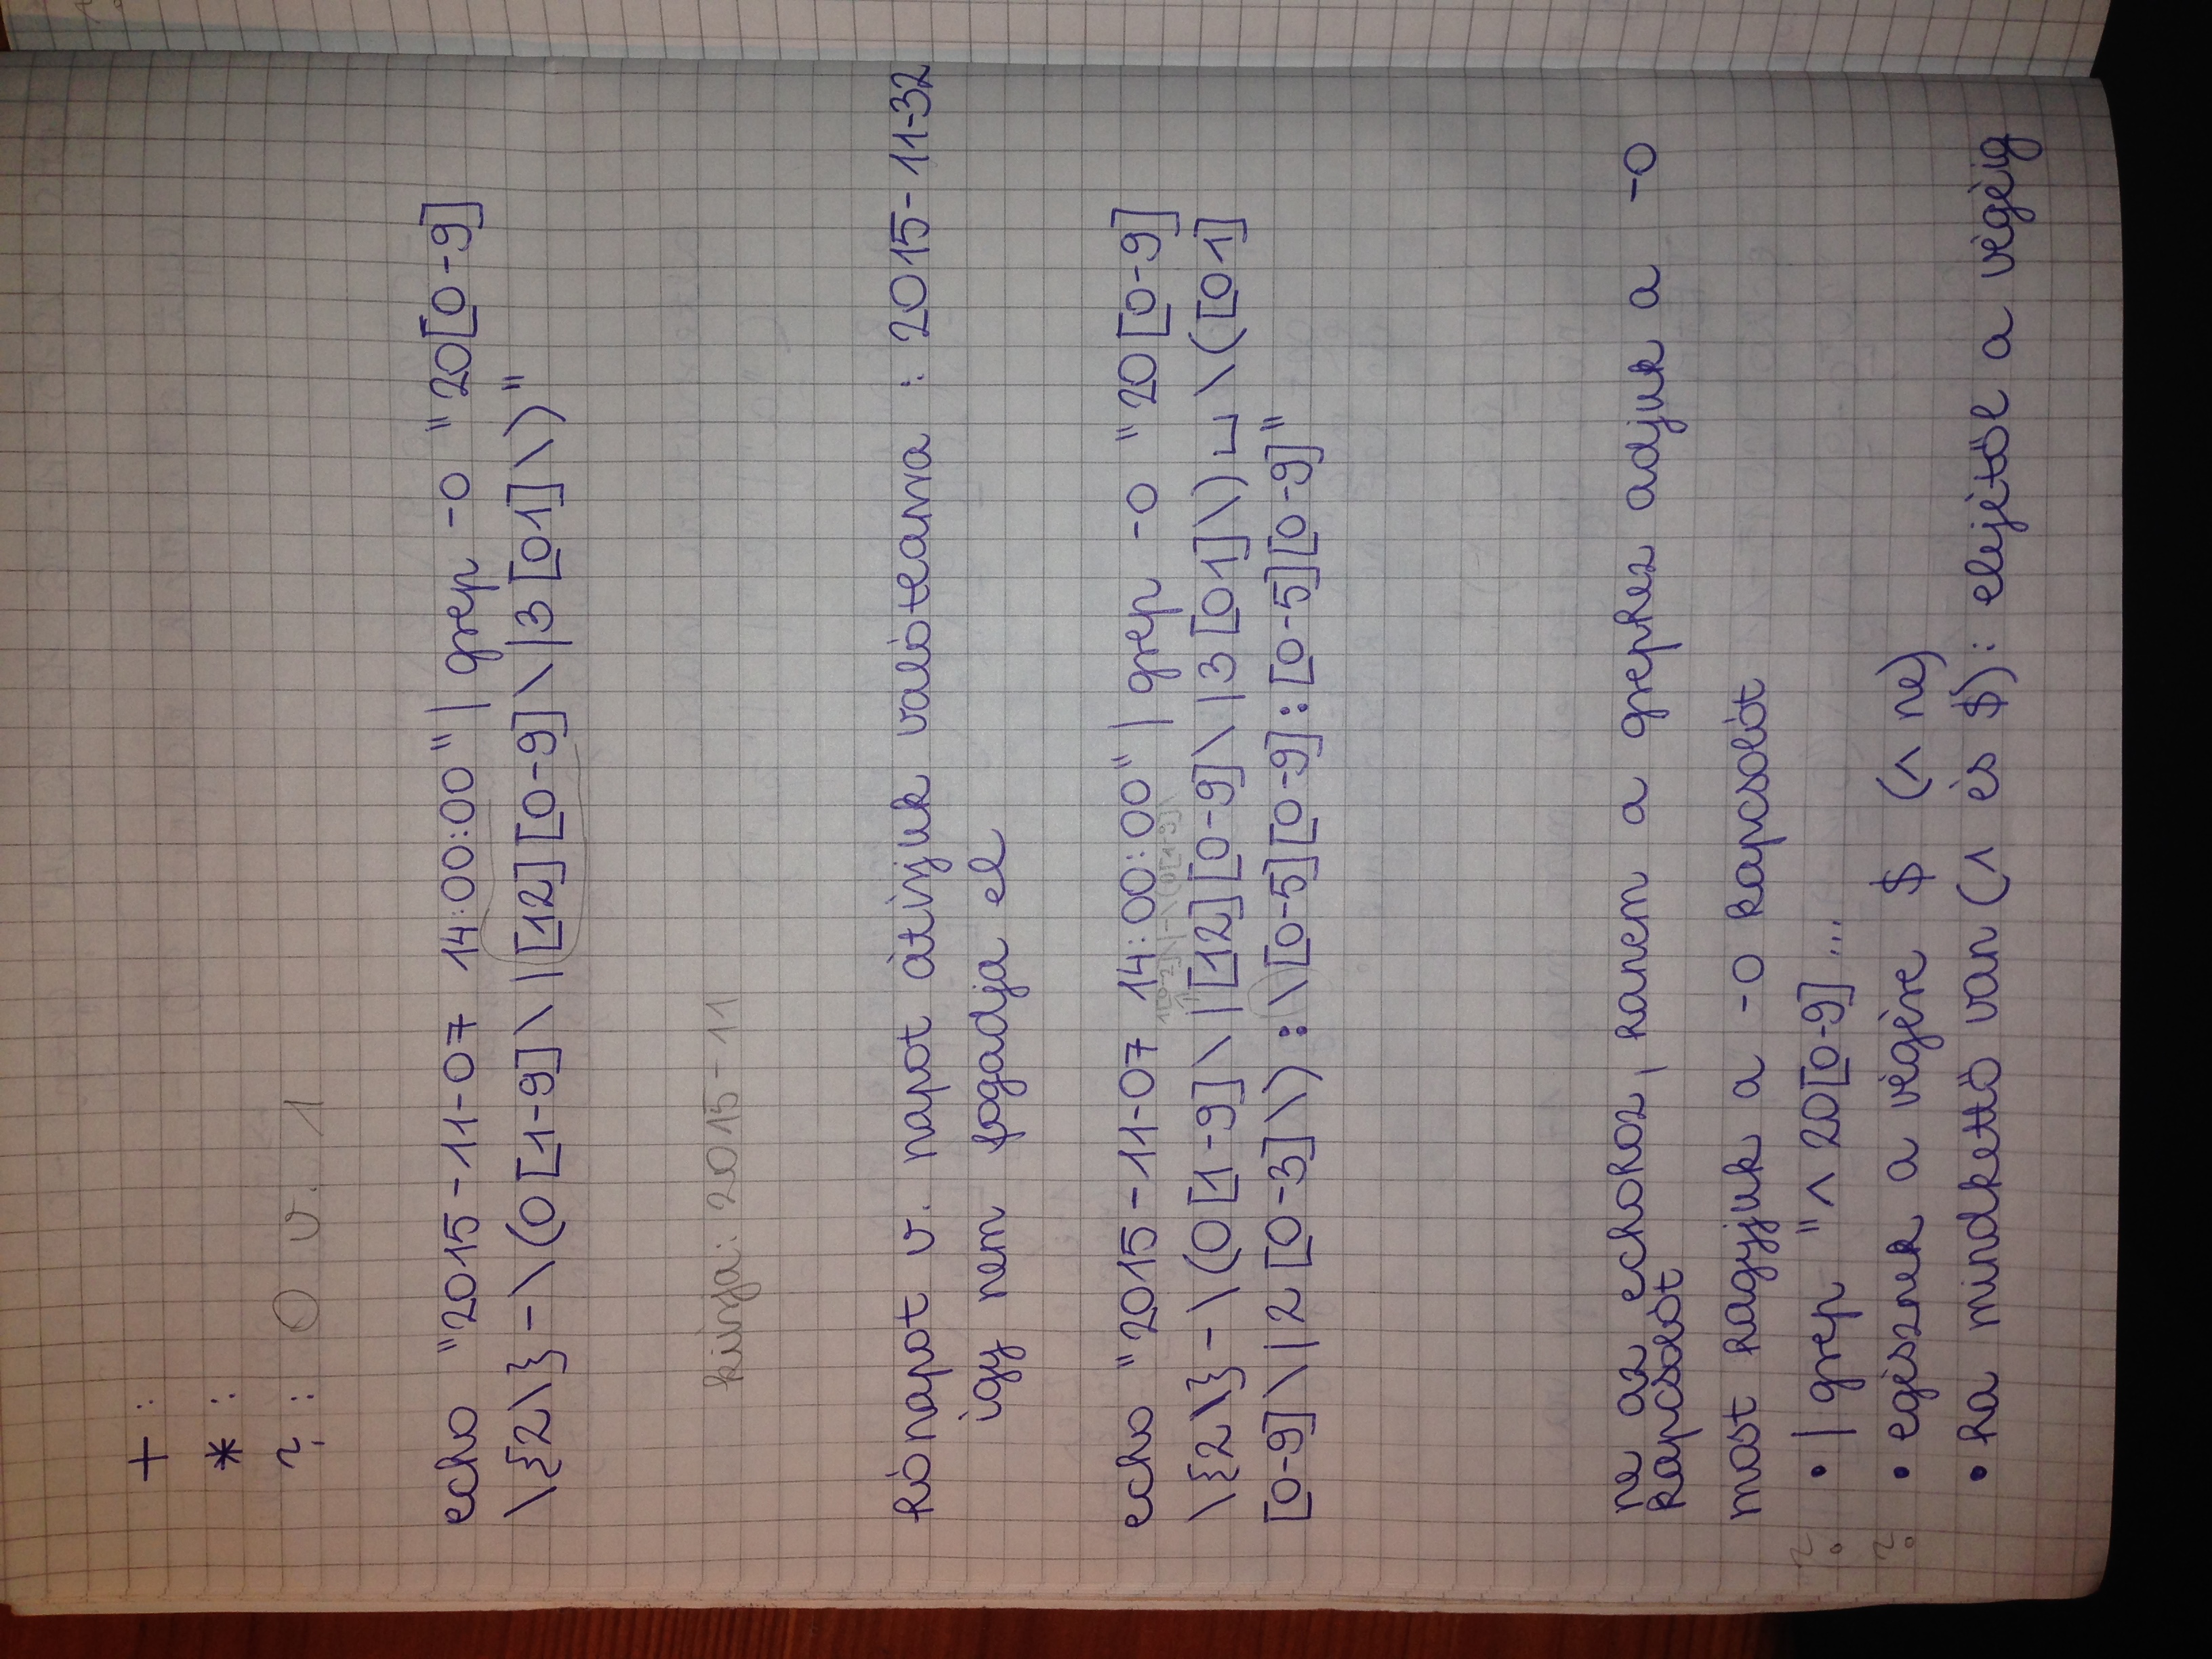 + :
* :
? : 0 v. 1
echo "2015-11-07 14:00:00" | grep -o "20[0-9]
\{2\}-\(0[1-9]\|[12][0-9]\|3[01]\)"
kiírja: 2015-11
hónapot v. napot átírjuk valótlanra : 2015-11-32
így nem fogadja el
echo "2015-11-07 14:00:00" | grep -o "20[0-9]
\{2\}-\(0[1-9]\|[12][0-9]\|3[01]\)␣\([01]
[0-9]\|2[0-3]\):\[0-5][0-9]:[0-5][0-9]"
ne az echohoz, hanem a grephez adjuk a -o
kapcsolót
most hagyjuk a -o kapcsolót
? • | grep "^20[0-9]...
? • egésznek a végére $ (^ ne)
• ha mindkettő van (^ és $): elejétől a végéig